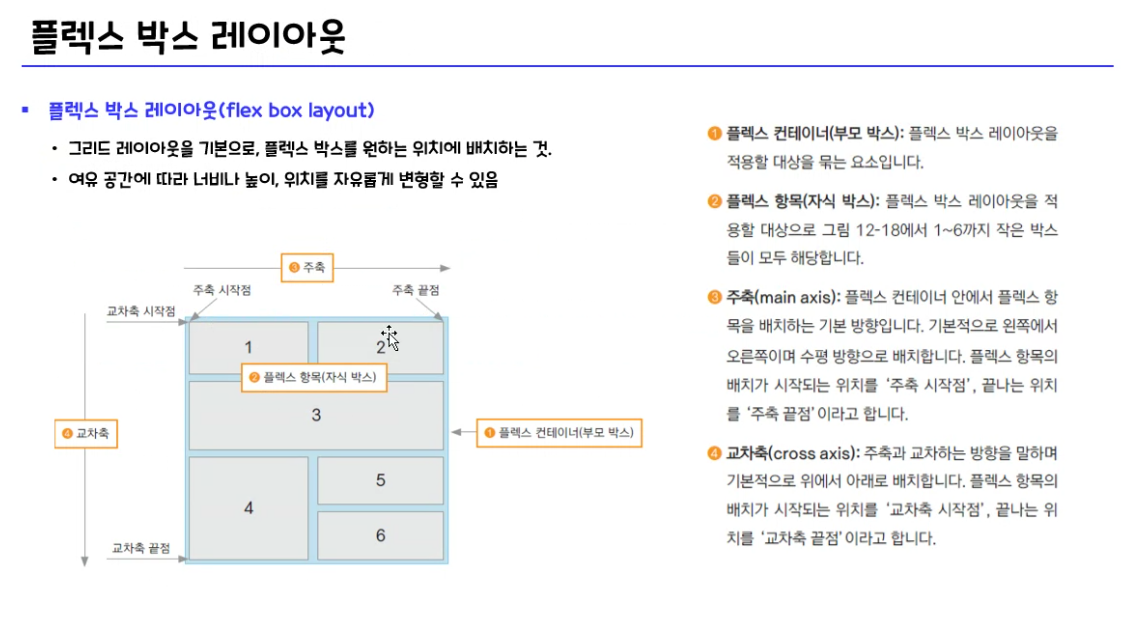 플렉스 박스 레이아웃
▪ 플렉스 박스 레이아웃(flex box layout)
• 그리드 레이아웃을 기본으로, 플렉스 박스를 원하는 위치에 배치하는 것.
• 여유 공간에 따라 너비나 높이, 위치를 자유롭게 변형할 수 있음
❸ 주축
주축 시작점
주축 끝점
교차축 시작점
1
2
❷ 플렉스 항목(자식 박스)
3
❹ 교차축
❶ 플렉스 컨테이너(부모 박스)
4
5
6
교차축 끝점
❶ 플렉스 컨테이너(부모 박스): 플렉스 박스 레이아웃을
적용할 대상을 묶는 요소입니다.
❷ 플렉스 항목(자식 박스): 플렉스 박스 레이아웃을 적
용할 대상으로 그림 12-18에서 1~6까지 작은 박스
들이 모두 해당합니다.
❸ 주축(main axis): 플렉스 컨테이너 안에서 플렉스 항
목을 배치하는 기본 방향입니다. 기본적으로 왼쪽에서
오른쪽이며 수평 방향으로 배치합니다. 플렉스 항목의
배치가 시작되는 위치를 ‘주축 시작점’, 끝나는 위치
를 ‘주축 끝점’이라고 합니다.
❹ 교차축(cross axis): 주축과 교차하는 방향을 말하며
기본적으로 위에서 아래로 배치합니다. 플렉스 항목의
배치가 시작되는 위치를 ‘교차축 시작점’, 끝나는 위
치를 ‘교차축 끝점’이라고 합니다.